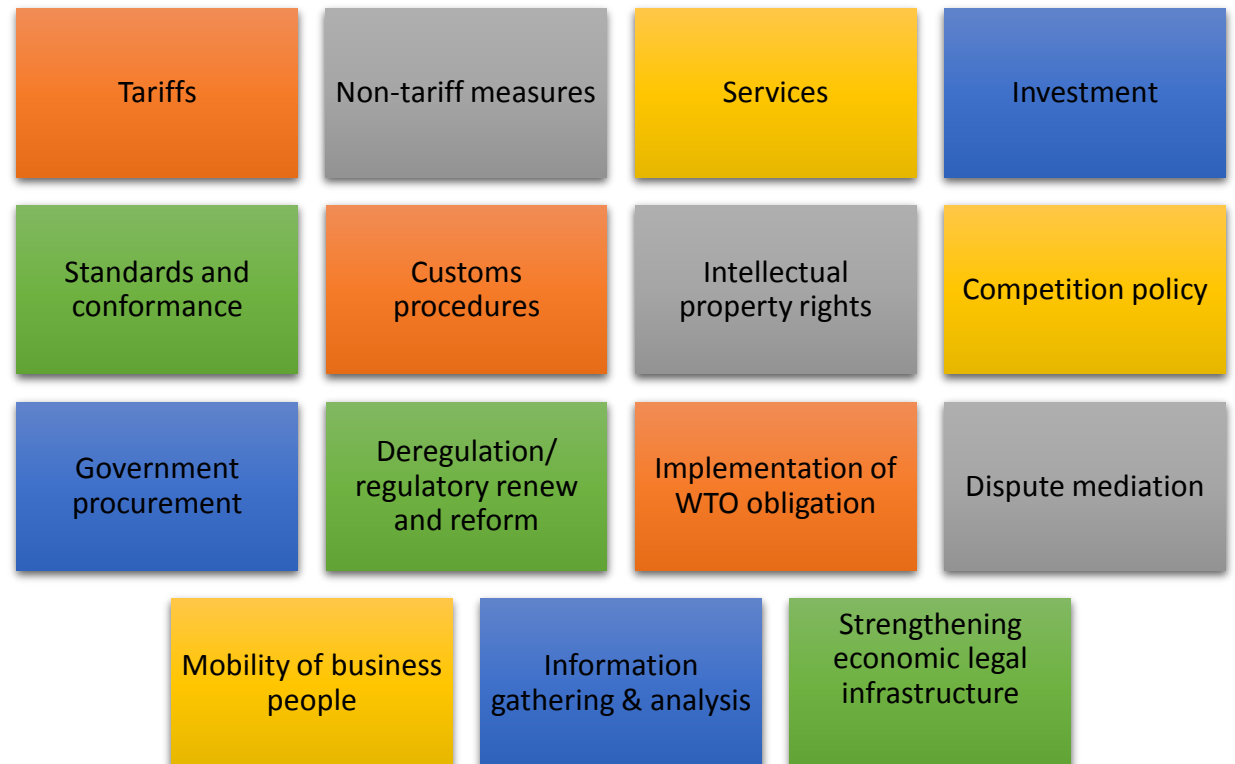 Tariffs
Non-tariff measures
Services
Investment
Standards and
conformance
Customs
procedures
Intellectual
property rights
Competition policy
Government
procurement
Deregulation/
regulatory renew
and reform
Implementation of
WTO obligation
Dispute mediation
Mobility of business
people
Information
gathering & analysis
Strengthening
economic legal
infrastructure